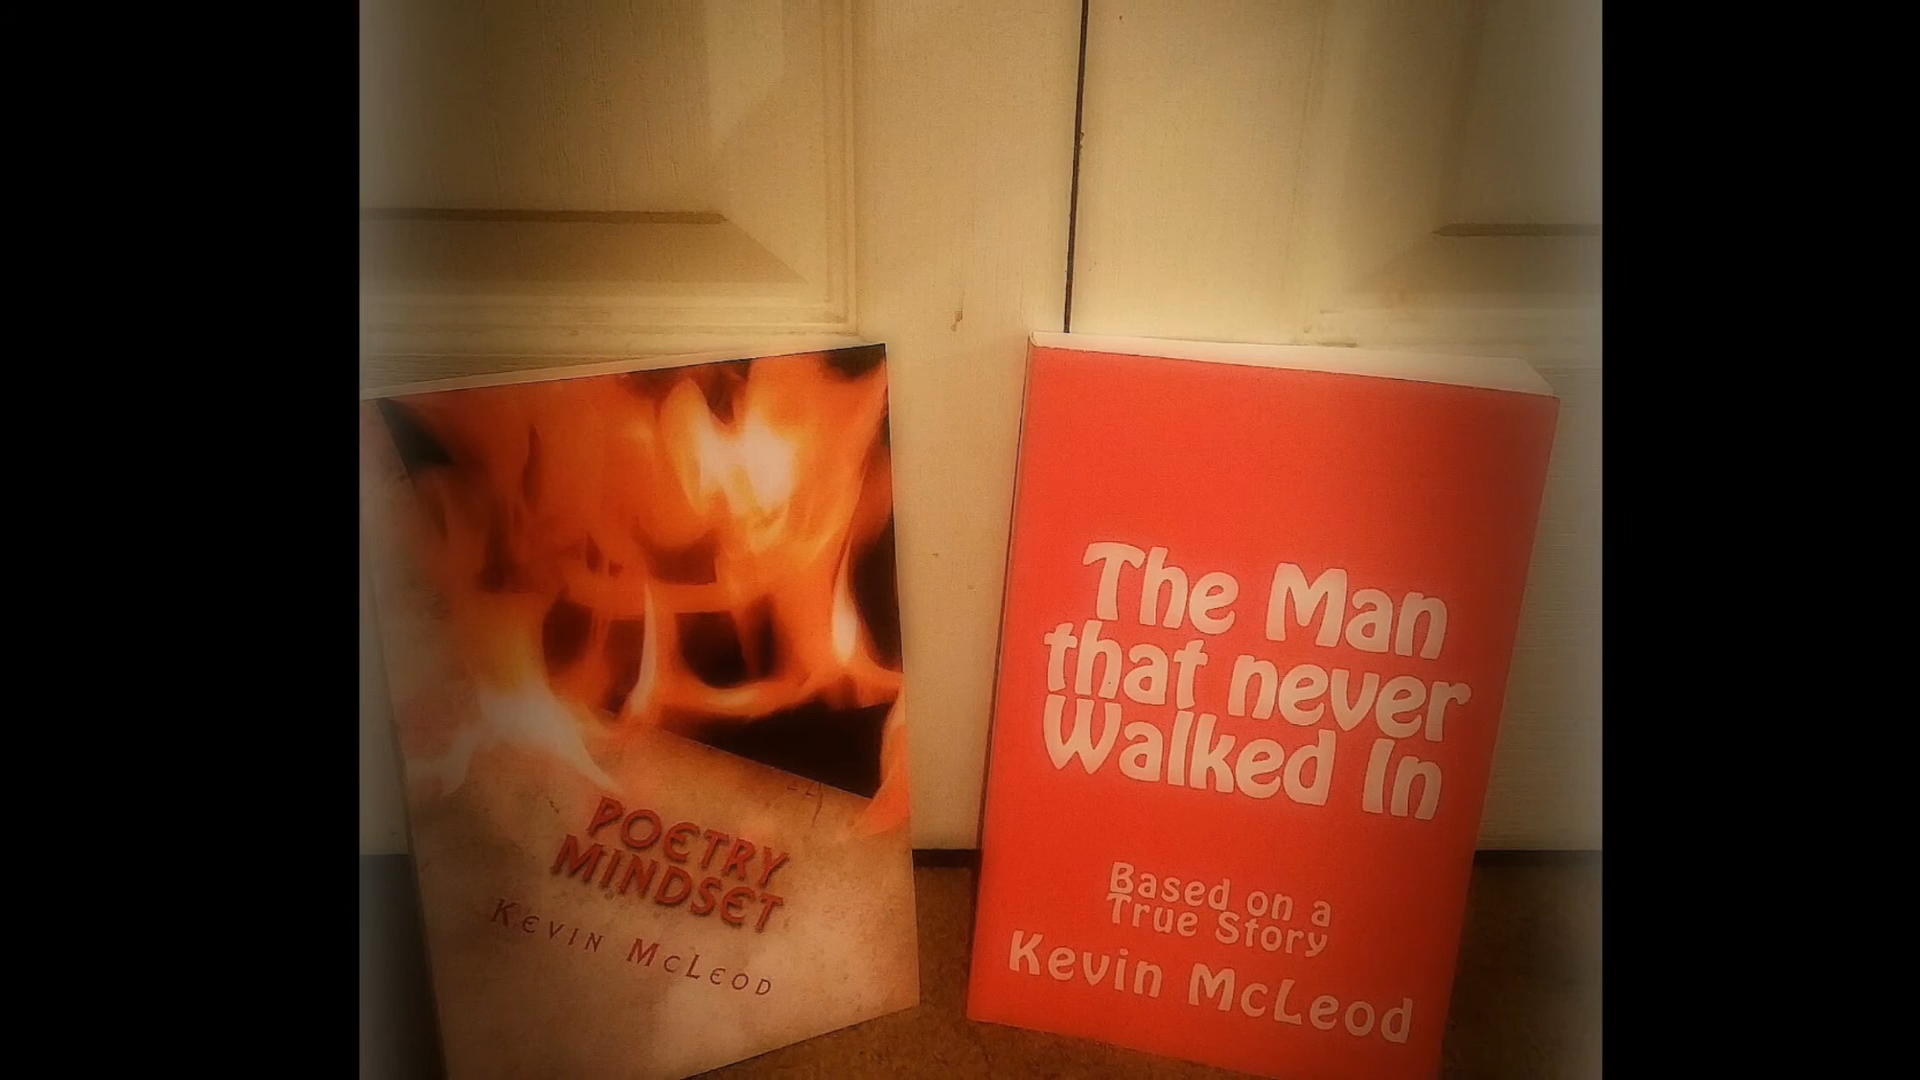 POETRY
MINDSET
KEVIN MCLEOD
The Man
that never
Walked In
Based on a
True Story
Kevin McLeod